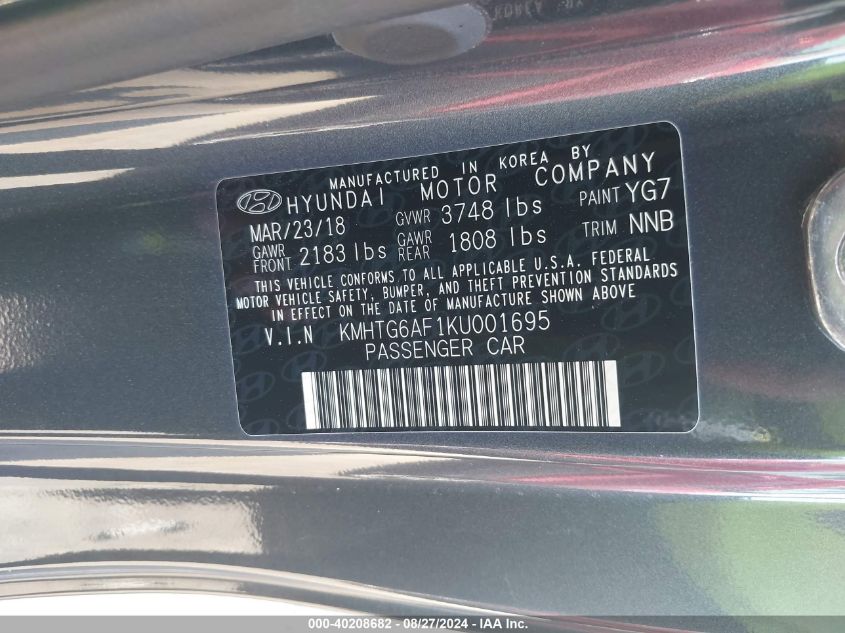 MANUFACTURED IN KOREA BY
HYUNDAI MOTOR COMPANY
MAR/23/18 GVWR 3748 lbs PAINT YG7
GAWR FRONT 2183 lbs GAWR REAR 1808 lbs TRIM NNB
THIS VEHICLE CONFORMS TO ALL APPLICABLE U.S.A. FEDERAL
MOTOR VEHICLE SAFETY, BUMPER, AND THEFT PREVENTION STANDARDS
IN EFFECT ON THE DATE OF MANUFACTURE SHOWN ABOVE
V.I.N KMHTG6AF1KU001695
PASSENGER CAR
000-40208682 - 08/27/2024 - IAA Inc.